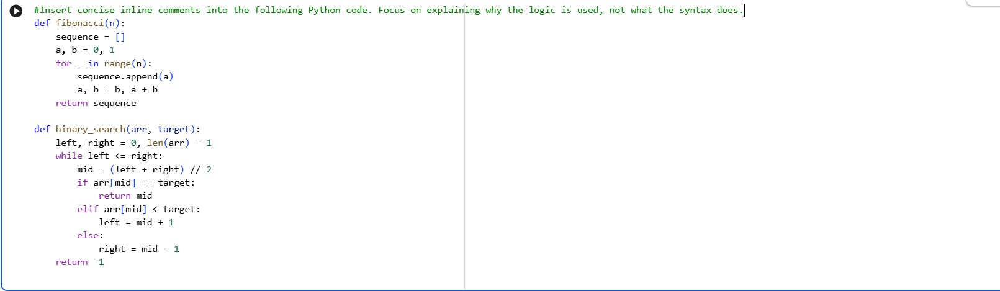 #Insert concise inline comments into the following Python code. Focus on explaining why the logic is used, not what the syntax does.
def fibonacci(n):
    sequence = []
    a, b = 0, 1
    for _ in range(n):
        sequence.append(a)
        a, b = b, a + b
    return sequence

def binary_search(arr, target):
    left, right = 0, len(arr) - 1
    while left <= right:
        mid = (left + right) // 2
        if arr[mid] == target:
            return mid
        elif arr[mid] < target:
            left = mid + 1
        else:
            right = mid - 1
    return -1